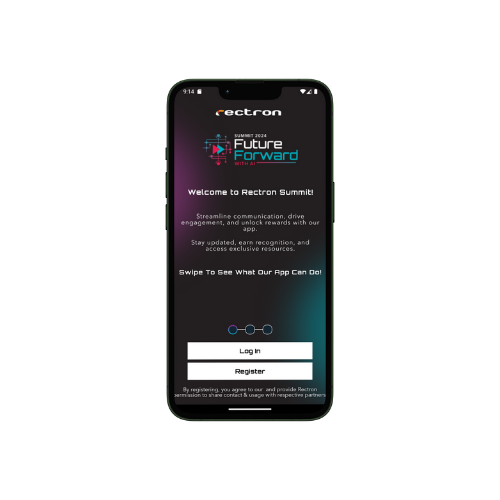 9:14
rectron
SUMMIT 2024
Future
Forward
WITH AI
Welcome to Rectron Summit!
Streamline communication, drive
engagement, and unlock rewards with our
app.
Stay updated, earn recognition, and
access exclusive resources.
Swipe To See What Our App Can Do!
Log In
Register
By registering, you agree to our  and provide Rectron
permission to share contact & usage with respective partners